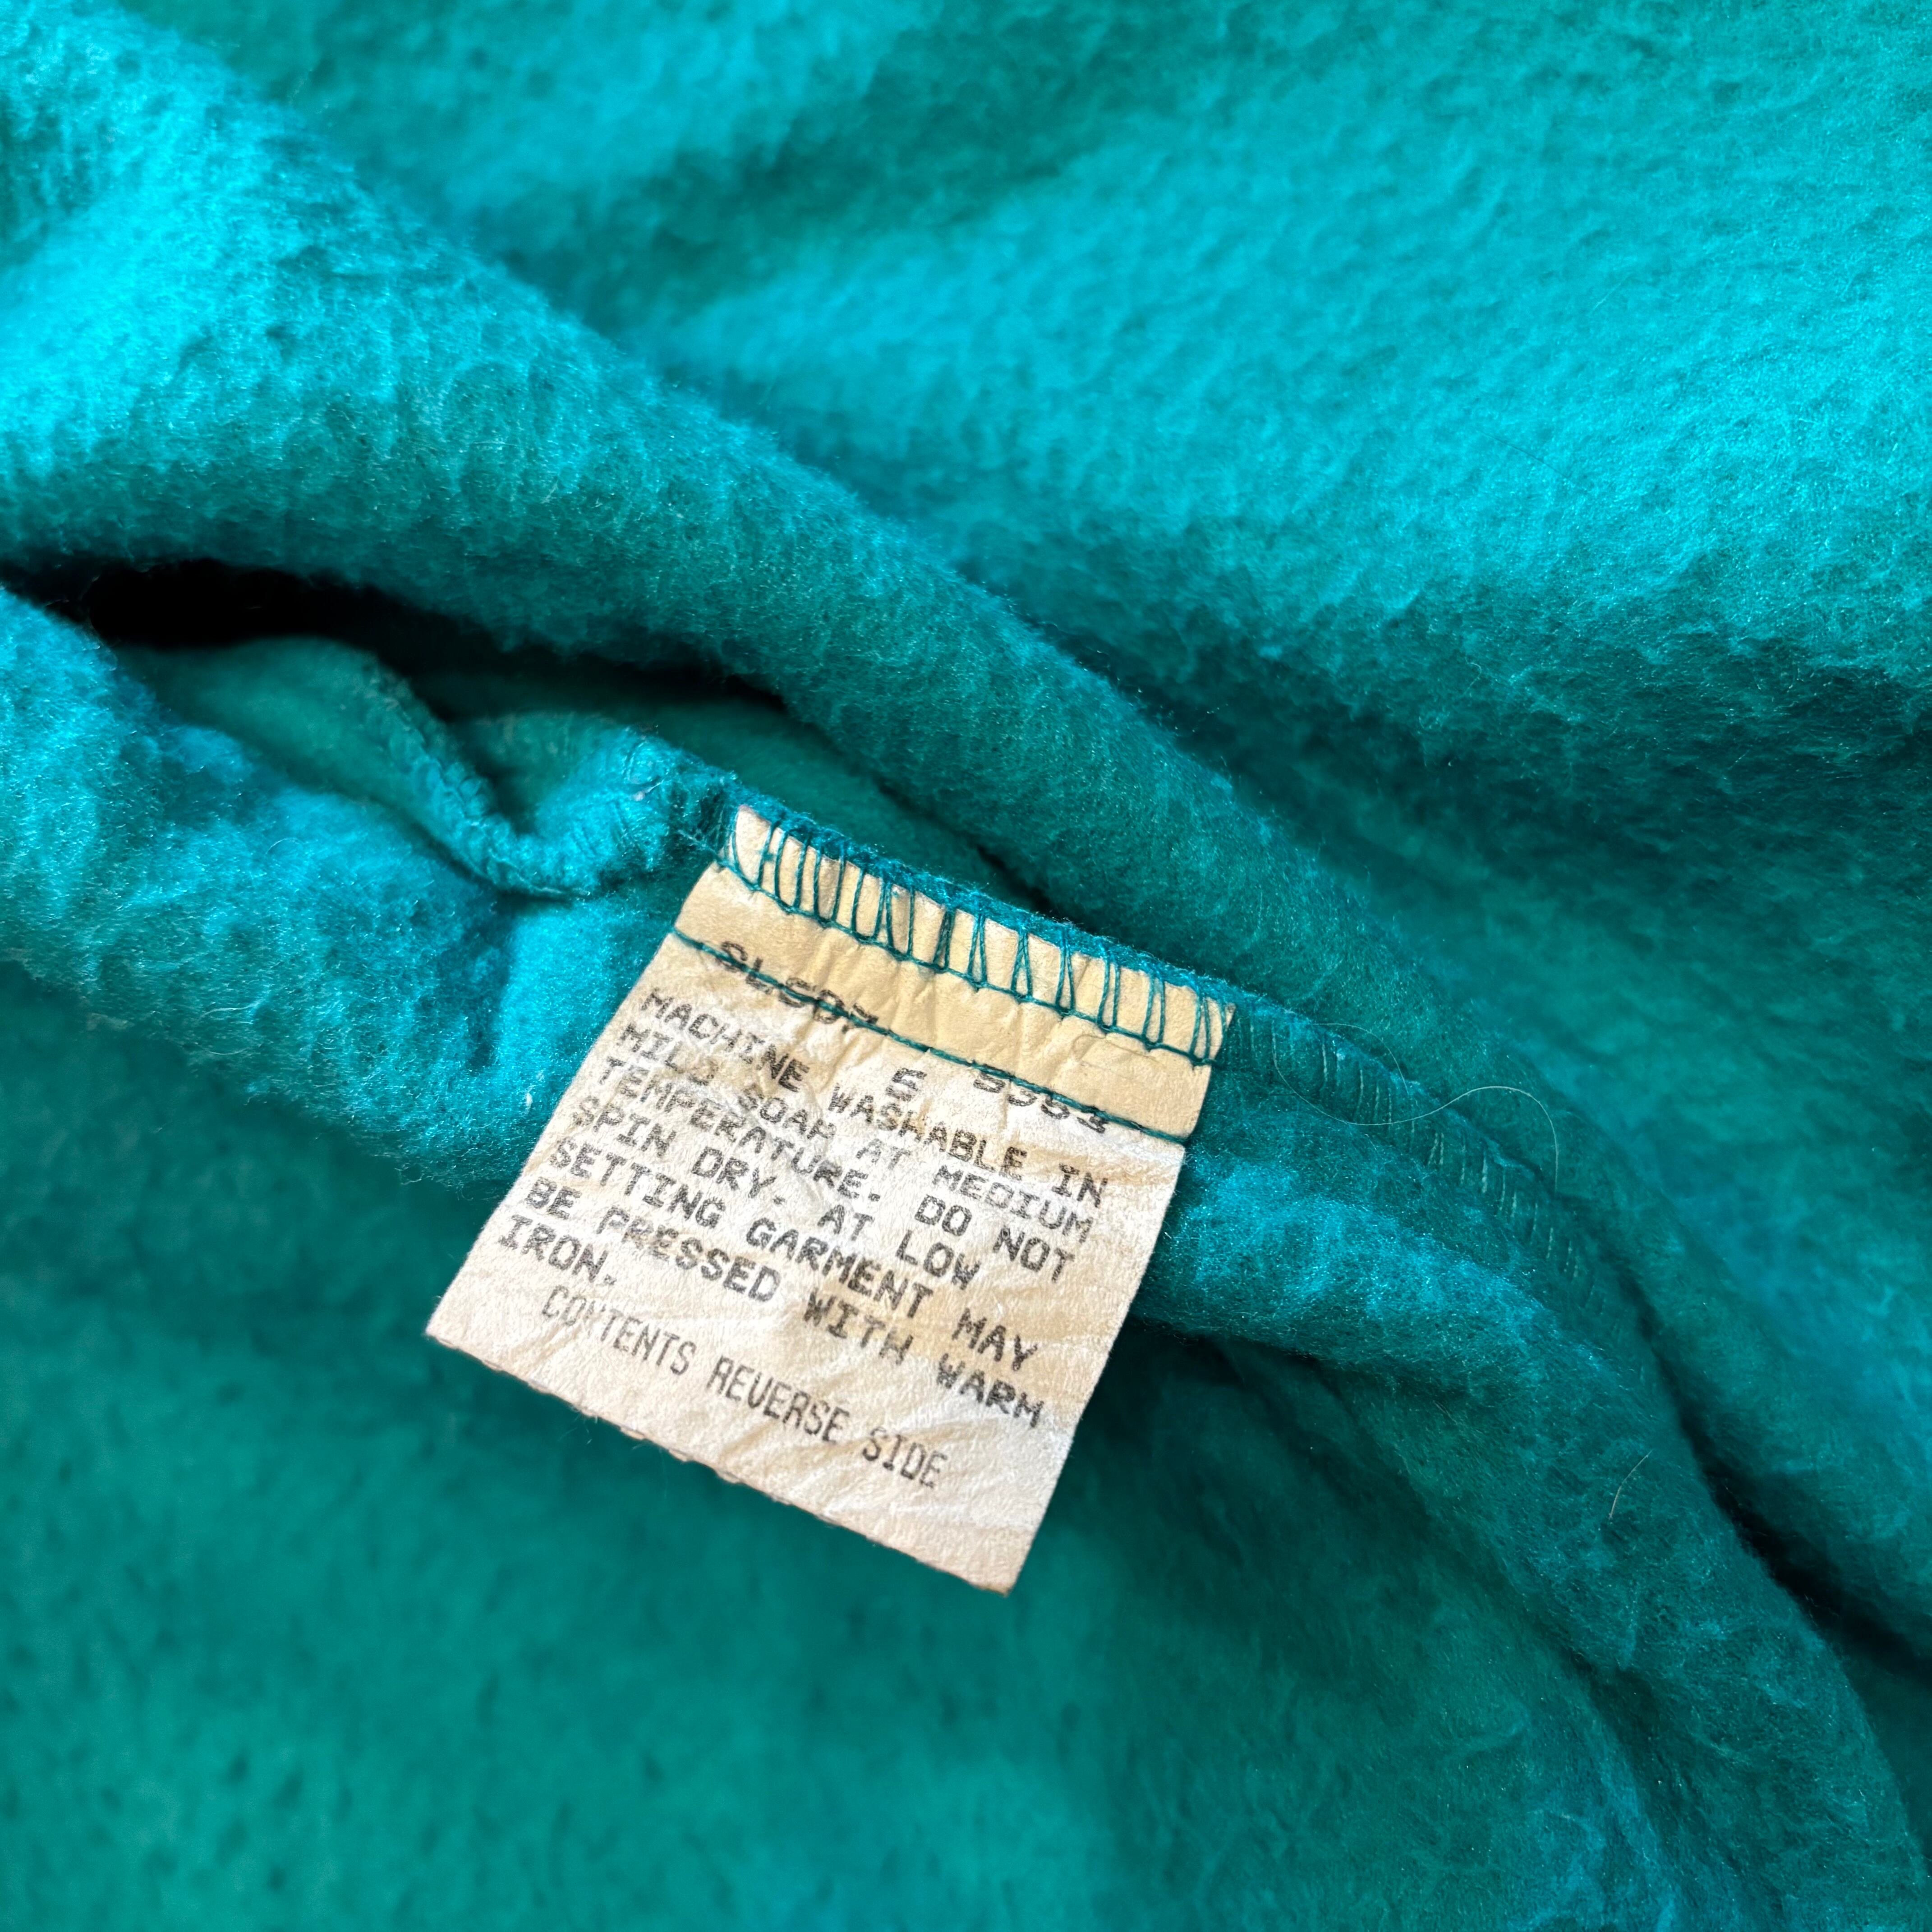 MACHINE WASHABLE IN
MILD SOAP AT MEDIUM
TEMPERATURE. DO NOT
SPIN DRY. AT LOW
SETTING GARMENT MAY
BE PRESSED WITH WARM
IRON.
CONTENTS REVERSE SIDE